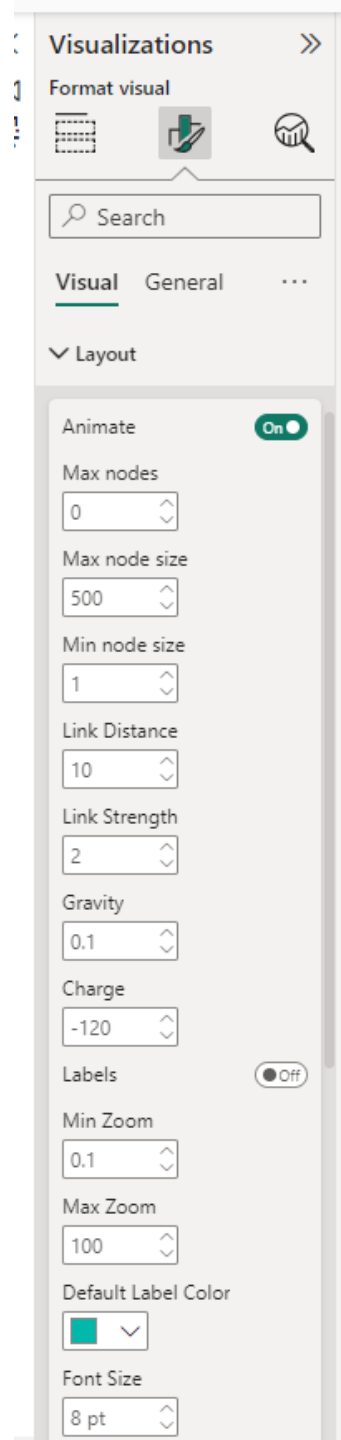 Visualizations
Format visual
Search
Visual General
Layout
Animate On
Max nodes
0
Max node size
500
Min node size
1
Link Distance
10
Link Strength
2
Gravity
0.1
Charge
-120
Labels Off
Min Zoom
0.1
Max Zoom
100
Default Label Color
Font Size
8 pt